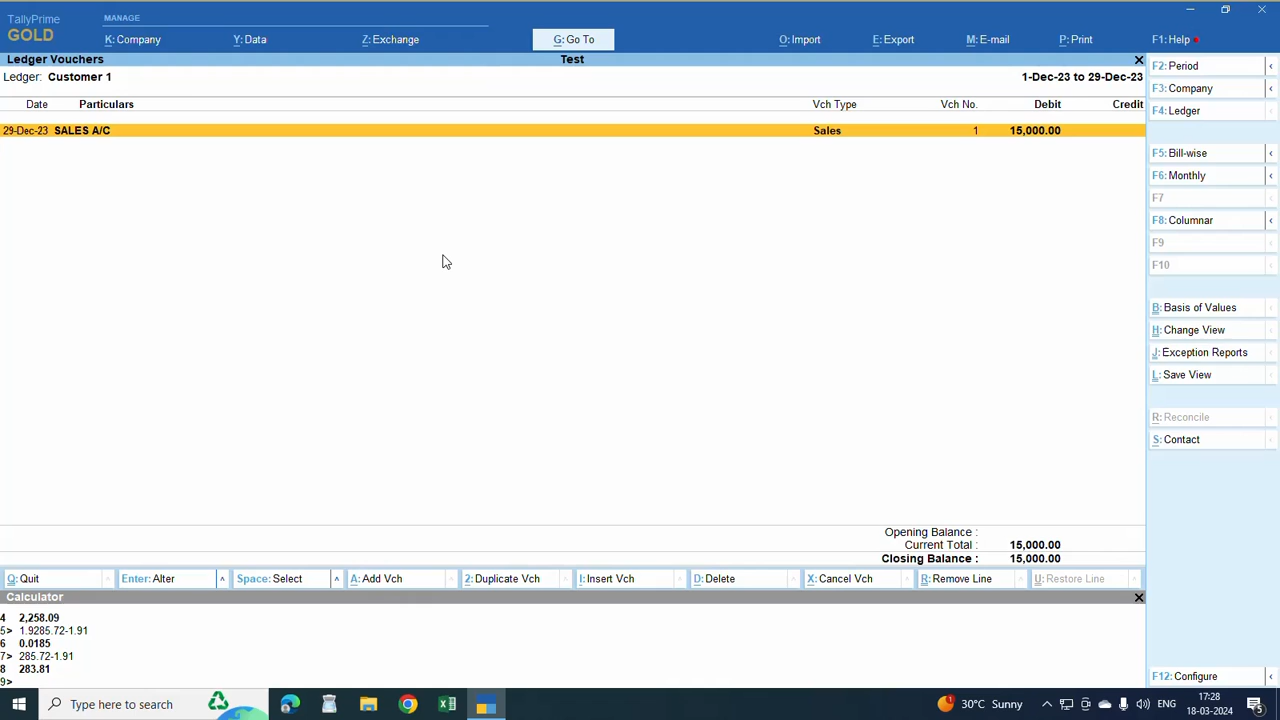 TallyPrime
GOLD
MANAGE
K: Company
Y: Data
Z: Exchange
G: Go To
O: Import
E: Export
M: E-mail
P: Print
F1: Help
Ledger Vouchers
Test
Ledger: Customer 1
1-Dec-23 to 29-Dec-23
Date Particulars Vch Type Vch No. Debit Credit
29-Dec-23 SALES A/C Sales 1 15,000.00
Opening Balance :
Current Total : 15,000.00
Closing Balance : 15,000.00
F2: Period
F3: Company
F4: Ledger
F5: Bill-wise
F6: Monthly
F7
F8: Columnar
F9
F10
B: Basis of Values
H: Change View
J: Exception Reports
L: Save View
R: Reconcile
S: Contact
F12: Configure
Q: Quit
Enter: Alter
Space: Select
A: Add Vch
2: Duplicate Vch
I: Insert Vch
D: Delete
X: Cancel Vch
R: Remove Line
U: Restore Line
Calculator
4 2,258.09
5> 1.9285.72-1.91
6 0.0185
7> 285.72-1.91
8 283.81
9>
Type here to search
30°C Sunny
ENG
17:28
18-03-2024
5